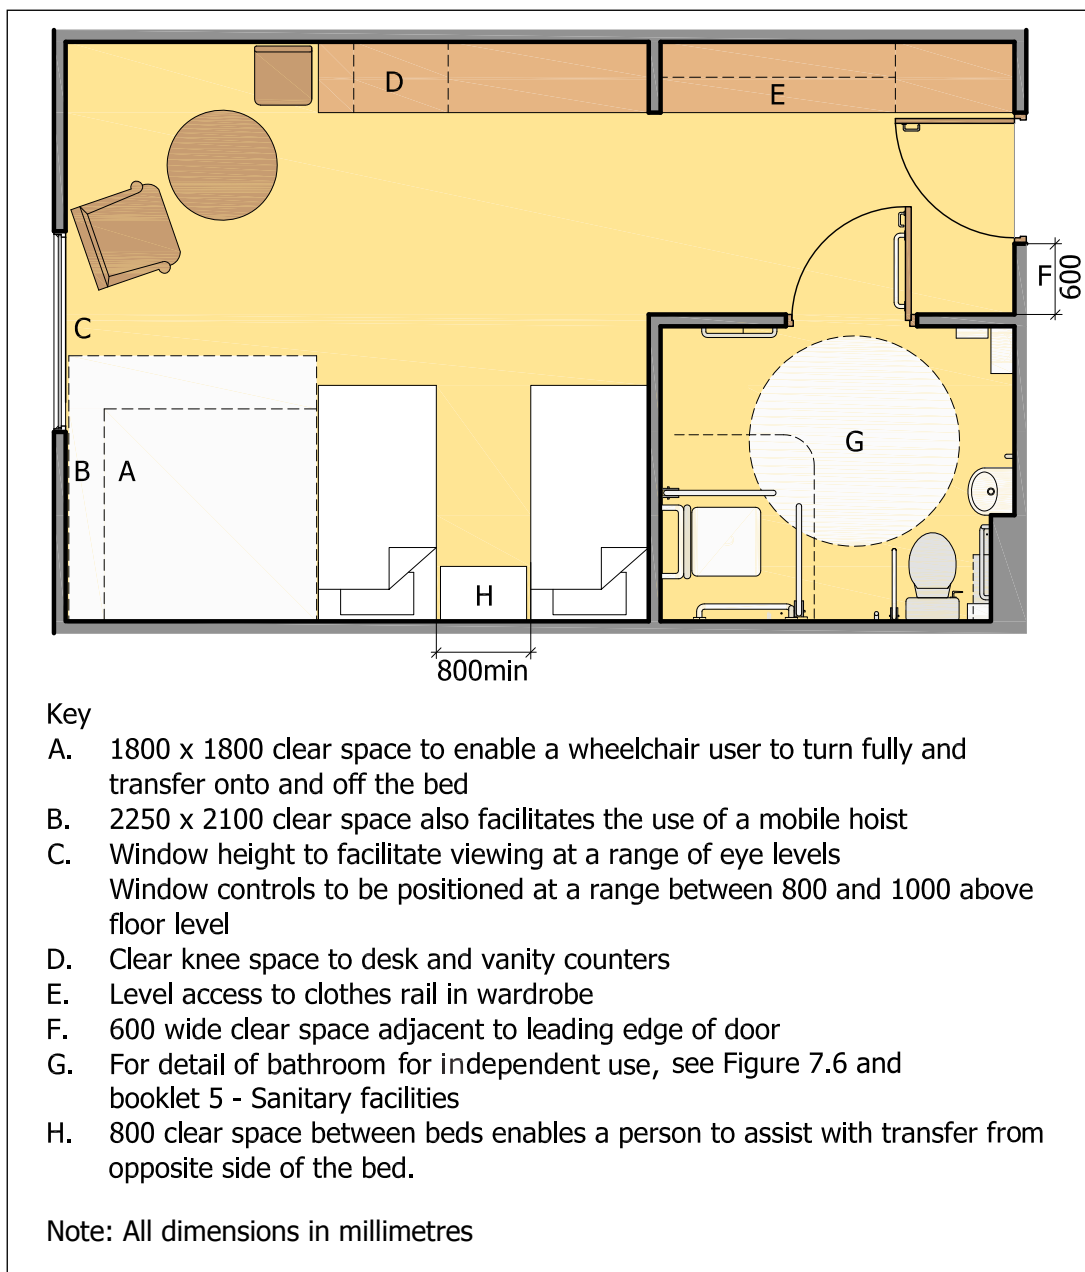 D
E
F
600
C
B
A
G
H
800min
Key
A. 1800 x 1800 clear space to enable a wheelchair user to turn fully and
transfer onto and off the bed
B. 2250 x 2100 clear space also facilitates the use of a mobile hoist
C. Window height to facilitate viewing at a range of eye levels
Window controls to be positioned at a range between 800 and 1000 above
floor level
D. Clear knee space to desk and vanity counters
E. Level access to clothes rail in wardrobe
F. 600 wide clear space adjacent to leading edge of door
G. For detail of bathroom for independent use, see Figure 7.6 and
booklet 5 - Sanitary facilities
H. 800 clear space between beds enables a person to assist with transfer from
opposite side of the bed.
Note: All dimensions in millimetres